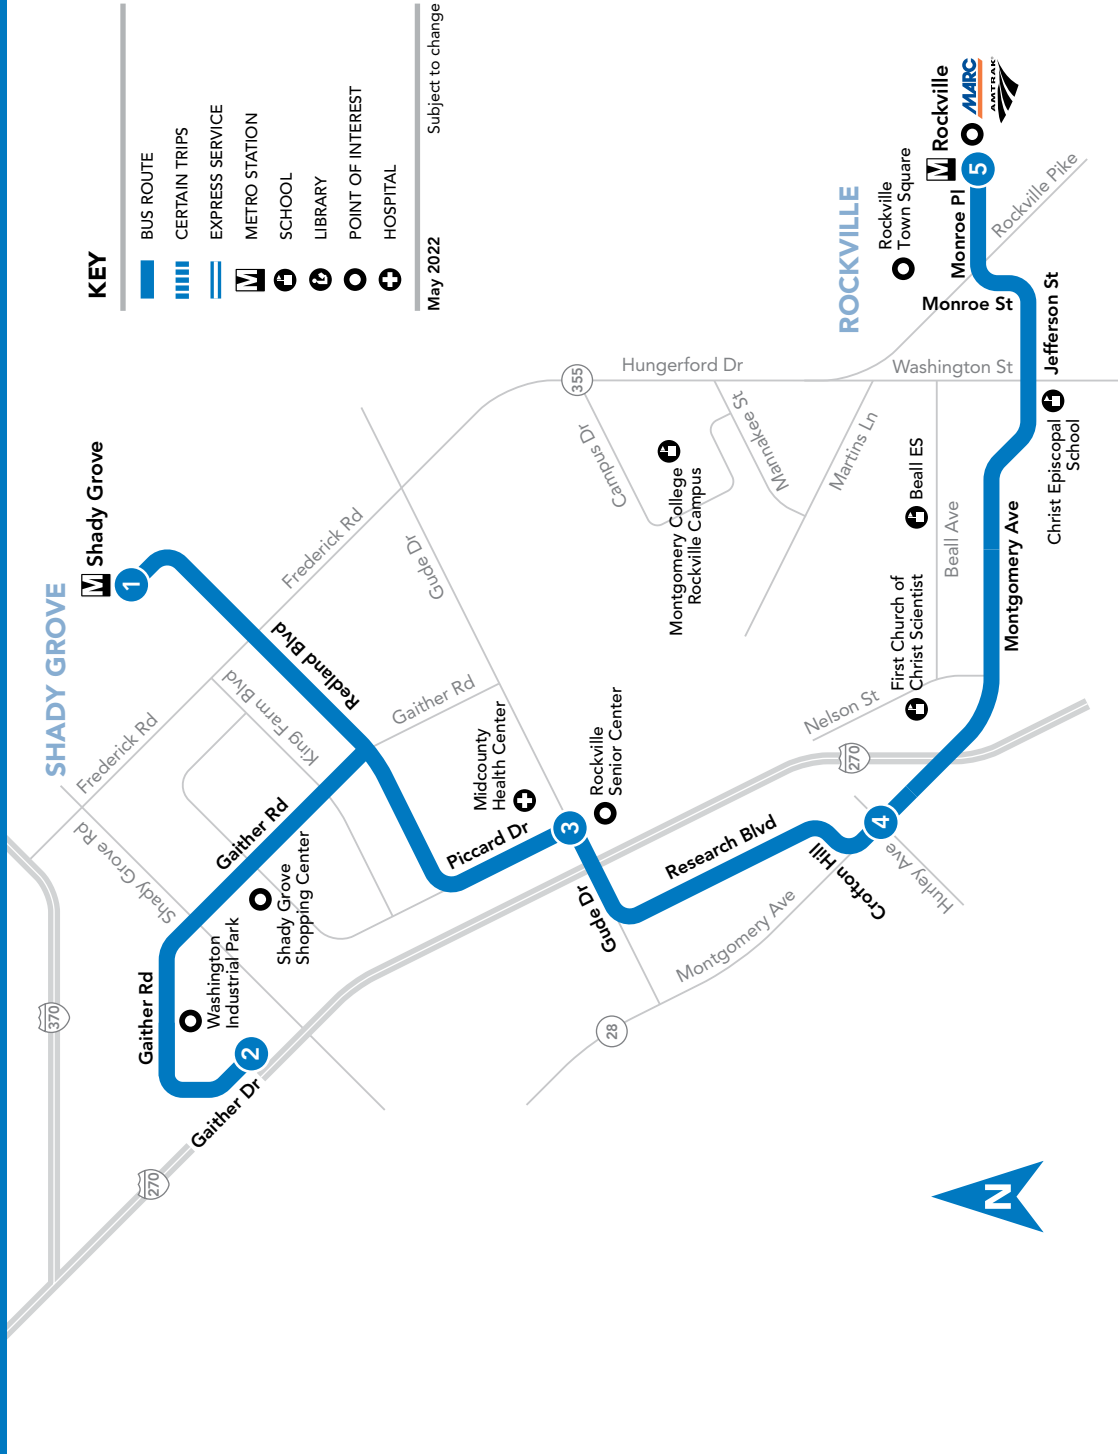 KEY
BUS ROUTE
CERTAIN TRIPS
EXPRESS SERVICE
M
METRO STATION
SCHOOL
LIBRARY
POINT OF INTEREST
HOSPITAL
May 2022
Subject to change
SHADY GROVE
M
Shady Grove
1
Frederick Rd
Frederick Rd
Redland Blvd
King Farm Blvd
Gaither Rd
Gaither Rd
Gaither Rd
Shady Grove Rd
Shady Grove
Shopping Center
Washington
Industrial Park
2
Gaither Dr
370
270
Gude Dr
Midcounty
Health Center
Piccard Dr
3
Rockville
Senior Center
Gude Dr
Research Blvd
Montgomery Ave
28
Crofton Hill
Hurley Ave
4
270
Nelson St
First Church of
Christ Scientist
Beall ES
Beall Ave
Montgomery Ave
355
Hungerford Dr
Campus Dr
Mannakee St
Martins Ln
Montgomery College
Rockville Campus
Washington St
Christ Episcopal
School
Jefferson St
Monroe St
Monroe Pl
ROCKVILLE
Rockville
Town Square
Rockville Pike
5
M
Rockville
MARC
AMTRAK
N